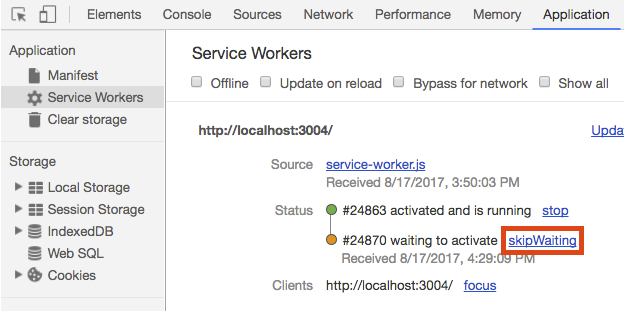 Elements Console Sources Network Performance Memory Application
Application
Manifest
Service Workers
Clear storage
Storage
Local Storage
Session Storage
IndexedDB
Web SQL
Cookies
Service Workers
Offline Update on reload Bypass for network Show all
http://localhost:3004/ Upda
Source service-worker.js
Received 8/17/2017, 3:50:03 PM
Status #24863 activated and is running stop
#24870 waiting to activate skipWaiting
Received 8/17/2017, 4:29:09 PM
Clients http://localhost:3004/ focus